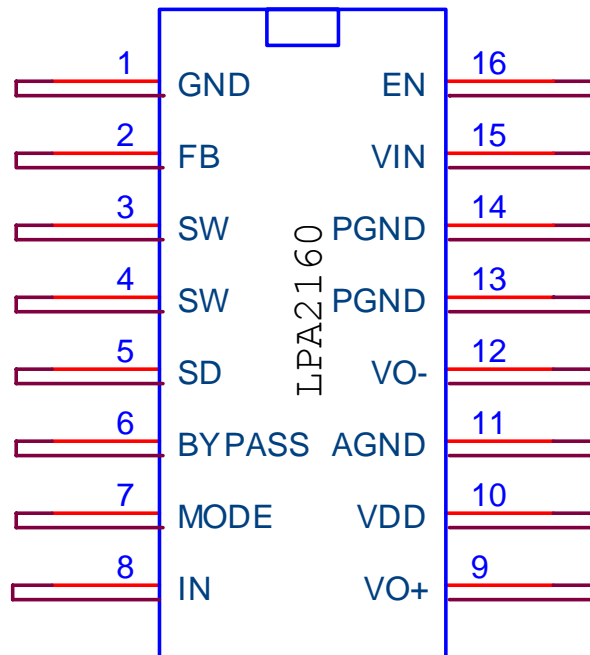 1 GND EN 16
2 FB VIN 15
3 SW PGND 14
4 SW PGND 13
5 SD VO- 12
6 BYPASS AGND 11
7 MODE VDD 10
8 IN VO+ 9
LPA2160